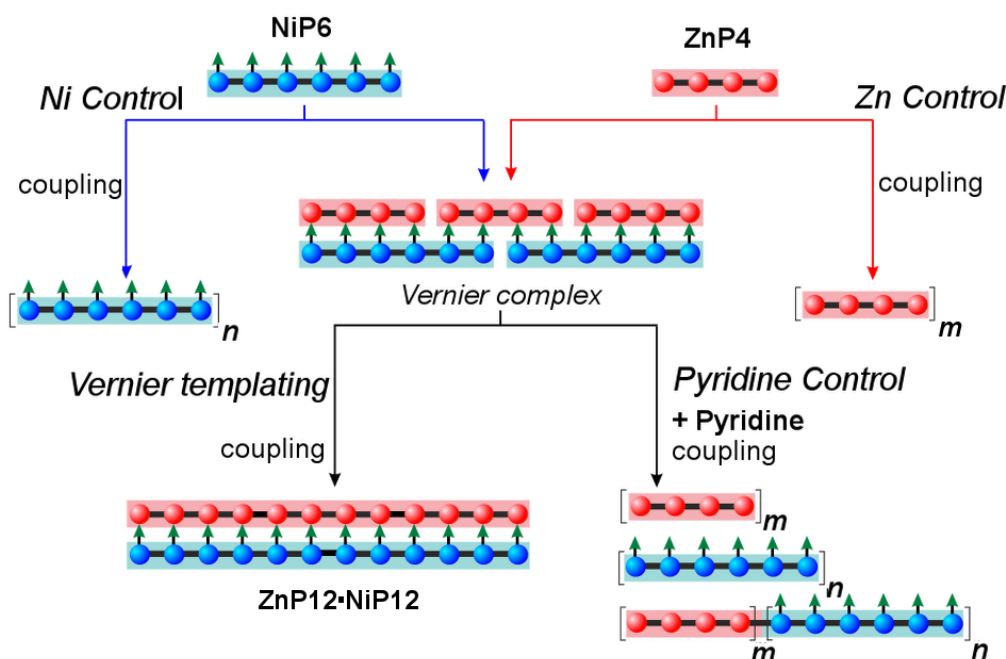 NiP6
ZnP4
Ni Control
Zn Control
coupling
coupling
Vernier complex
n
m
Vernier templating
Pyridine Control
+ Pyridine
coupling
coupling
m
n
ZnP12·NiP12
m
n